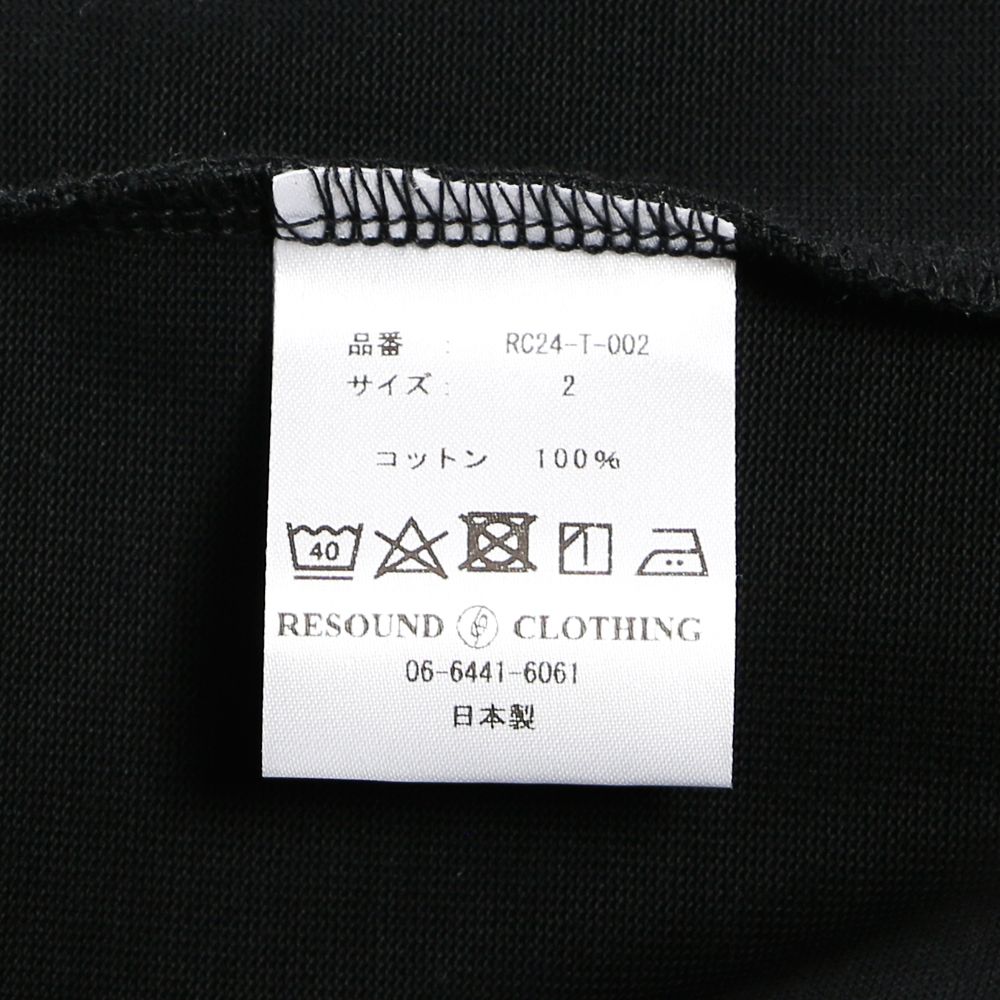 品番 : RC24-T-002
サイズ: 2
コットン 100%
40
RESOUND CLOTHING
06-6441-6061
日本製